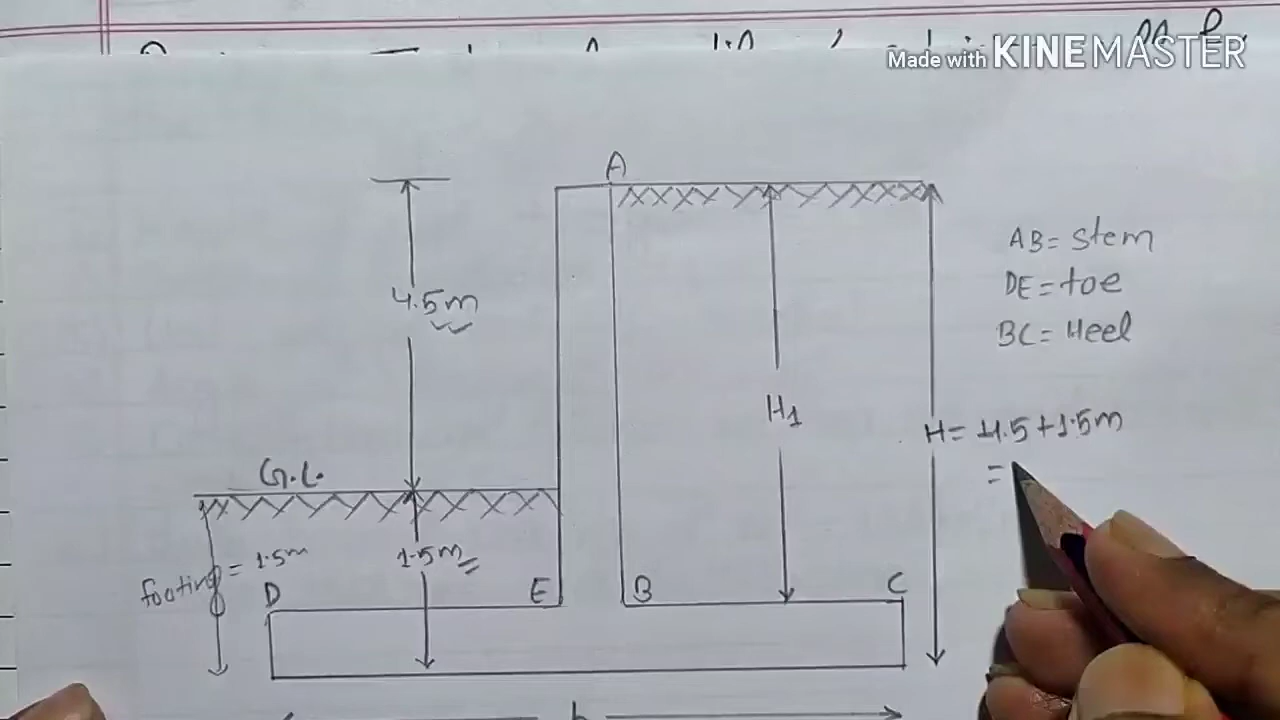 Made with KINEMASTER
A
AB = stem
DE = toe
BC = Heel
4.5m
H1
H = 4.5+1.5m
=
G.L.
footing = 1.5m
1.5m
D
E
B
C
b